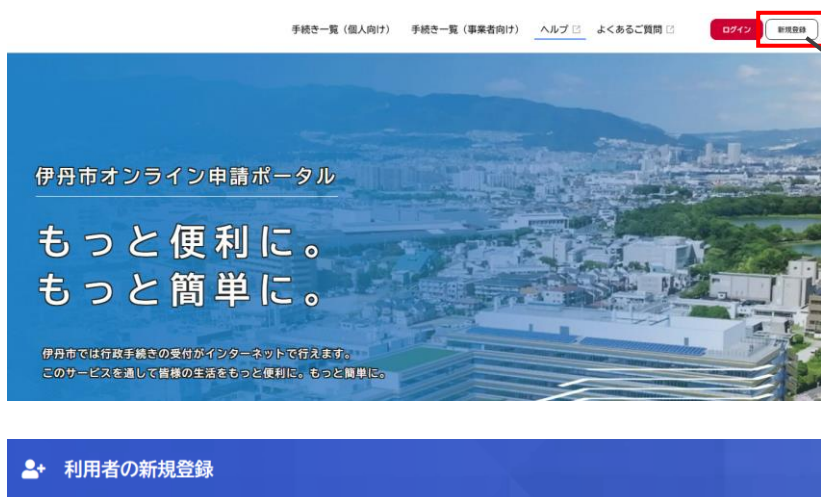 手続き一覧（個人向け） 手続き一覧（事業者向け） ヘルプ よくあるご質問 ログイン 新規登録
伊丹市オンライン申請ポータル
もっと便利に。
もっと簡単に。
伊丹市では行政手続きの受付がインターネットで行えます。
このサービスを通して皆様の生活をもっと便利に。もっと簡単に。
利用者の新規登録